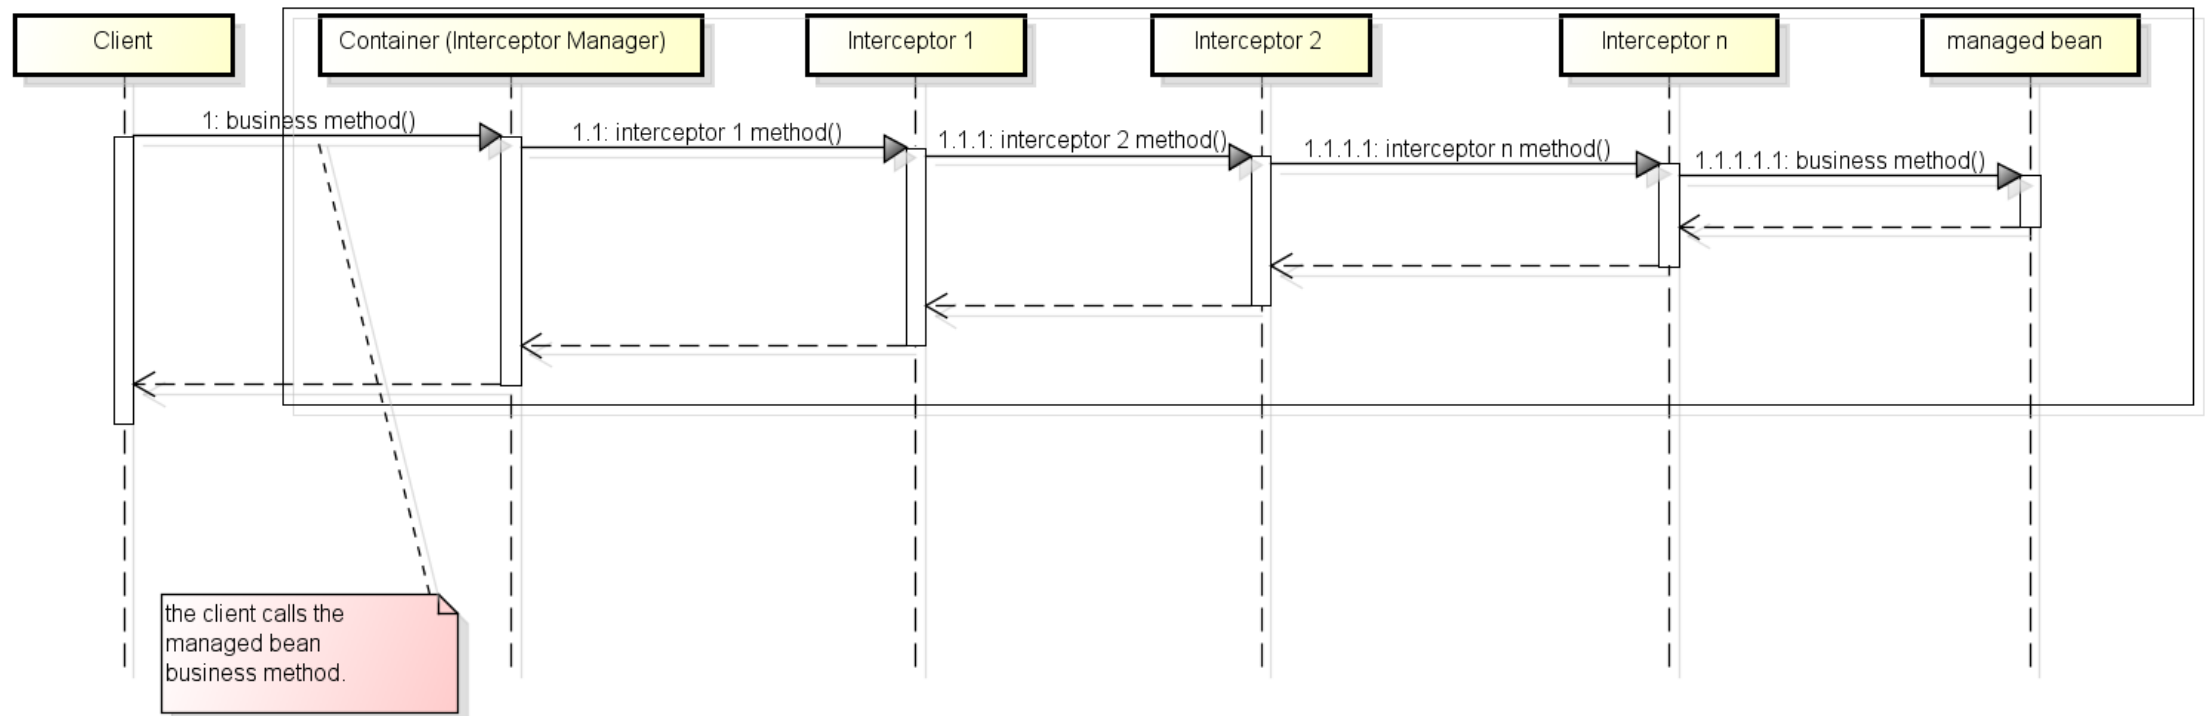 Client
Container (Interceptor Manager)
Interceptor 1
Interceptor 2
Interceptor n
managed bean
1: business method()
1.1: interceptor 1 method()
1.1.1: interceptor 2 method()
1.1.1.1: interceptor n method()
1.1.1.1.1: business method()
the client calls the
managed bean
business method.